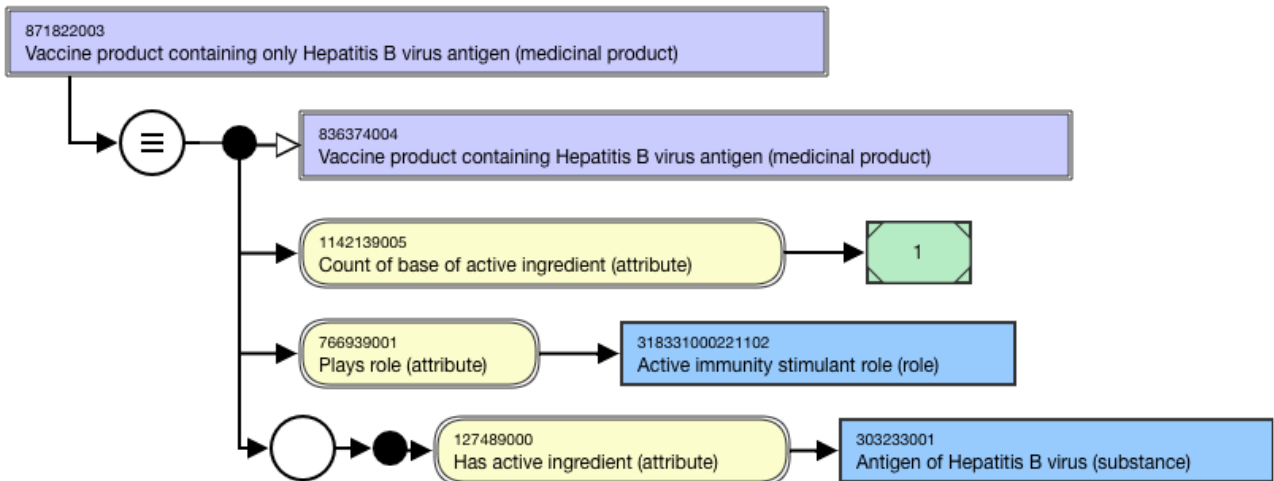 871822003
Vaccine product containing only Hepatitis B virus antigen (medicinal product)
836374004
Vaccine product containing Hepatitis B virus antigen (medicinal product)
1142139005
Count of base of active ingredient (attribute)
1
766939001
Plays role (attribute)
318331000221102
Active immunity stimulant role (role)
127489000
Has active ingredient (attribute)
303233001
Antigen of Hepatitis B virus (substance)